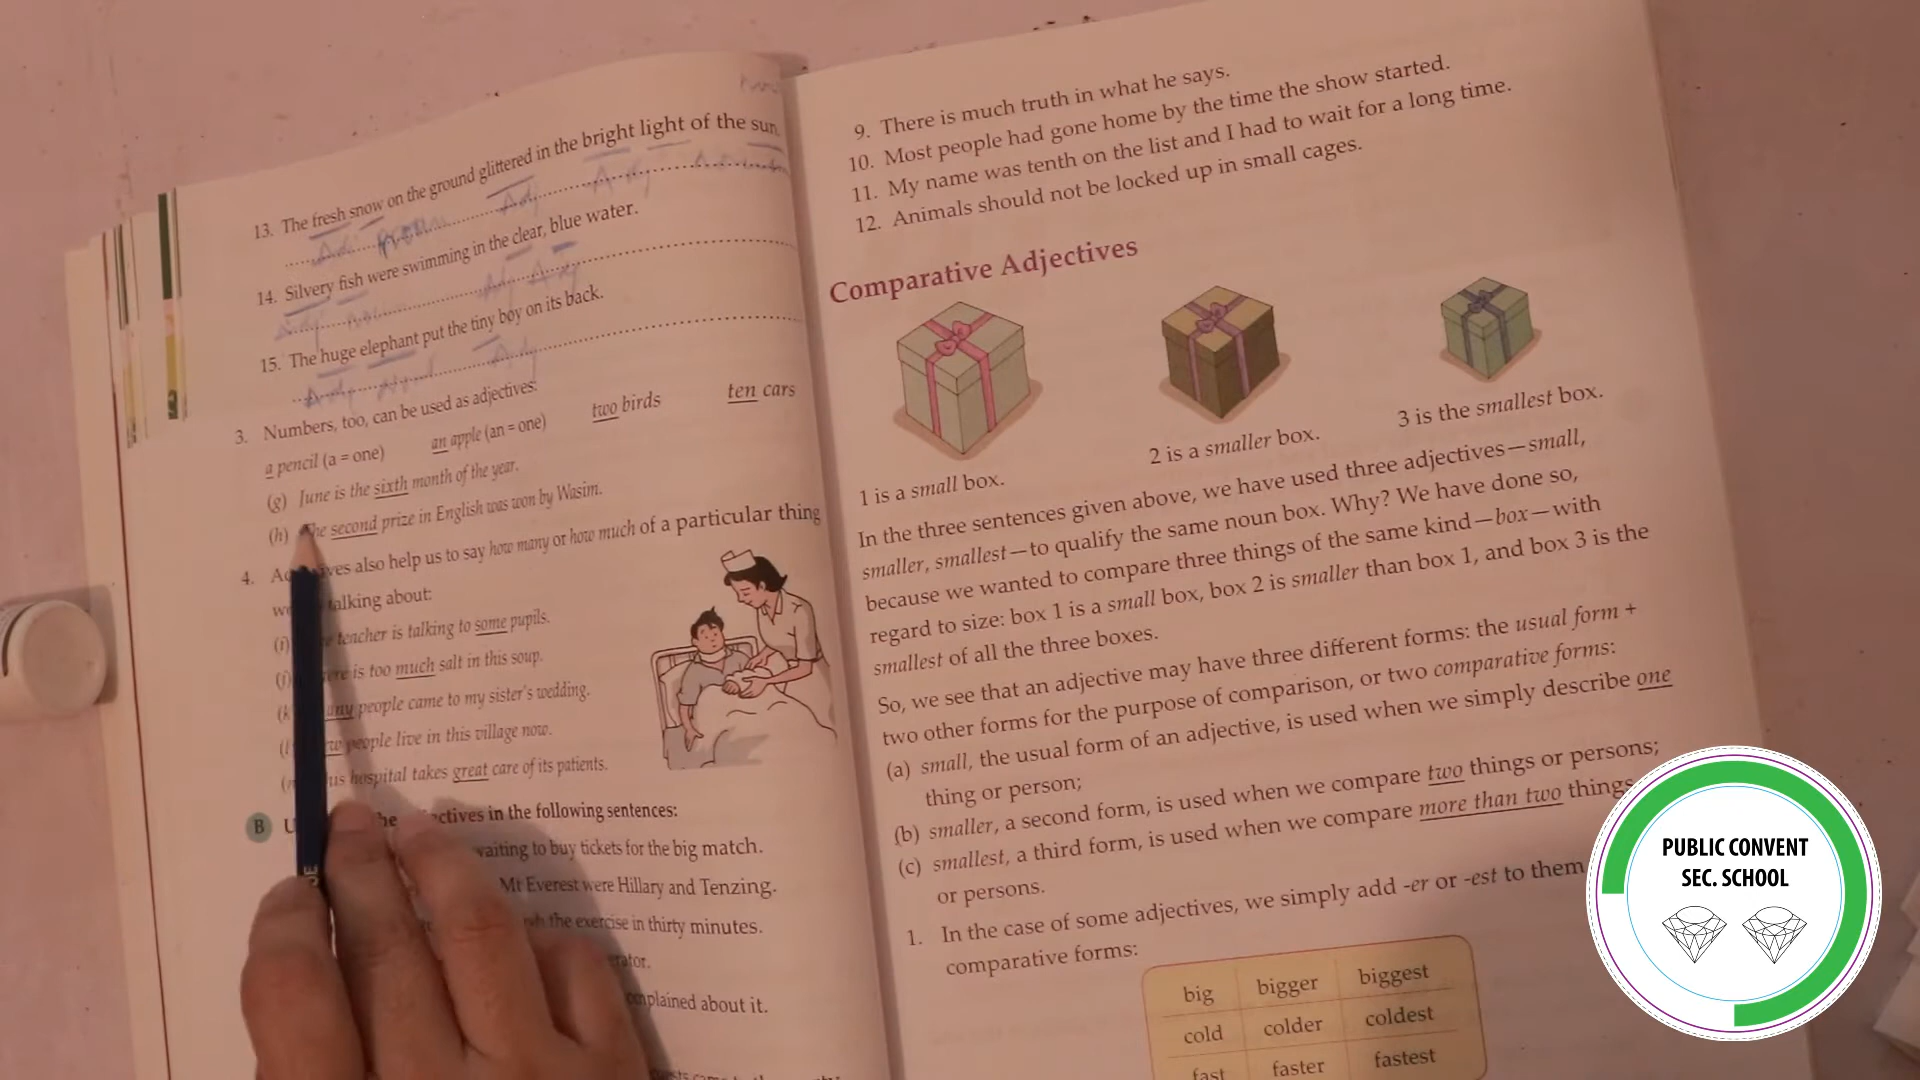 13. The fresh snow on the ground glittered in the bright light of the sun.
Adj Adj Adj
14. Silvery fish were swimming in the clear, blue water.
Adj Adj
15. The huge elephant put the tiny boy on its back.
Adj Adj
3. Numbers, too, can be used as adjectives:
a pencil (a = one) an apple (an = one) two birds ten cars
(g) June is the sixth month of the year.
(h) The second prize in English was won by Wasim.
4. also help us to say how many or how much of a particular thing
talking about:
(i) teacher is talking to some pupils.
(j) is too much salt in this soup.
people came to my sister's wedding.
people live in this village now.
hospital takes great care of its patients.
B in the following sentences:
waiting to buy tickets for the big match.
Mt Everest were Hillary and Tenzing.
the exercise in thirty minutes.
complained about it.
9. There is much truth in what he says.
10. Most people had gone home by the time the show started.
11. My name was tenth on the list and I had to wait for a long time.
12. Animals should not be locked up in small cages.
Comparative Adjectives
1 is a small box. 2 is a smaller box. 3 is the smallest box.
In the three sentences given above, we have used three adjectives—small,
smaller, smallest—to qualify the same noun box. Why? We have done so,
because we wanted to compare three things of the same kind—box—with
regard to size: box 1 is a small box, box 2 is smaller than box 1, and box 3 is the
smallest of all the three boxes.
So, we see that an adjective may have three different forms: the usual form +
two other forms for the purpose of comparison, or two comparative forms:
(a) small, the usual form of an adjective, is used when we simply describe one
thing or person;
(b) smaller, a second form, is used when we compare two things or persons;
(c) smallest, a third form, is used when we compare more than two things
or persons.
1. In the case of some adjectives, we simply add -er or -est to them
comparative forms:
big bigger biggest
cold colder coldest
fast faster fastest
PUBLIC CONVENT
SEC. SCHOOL